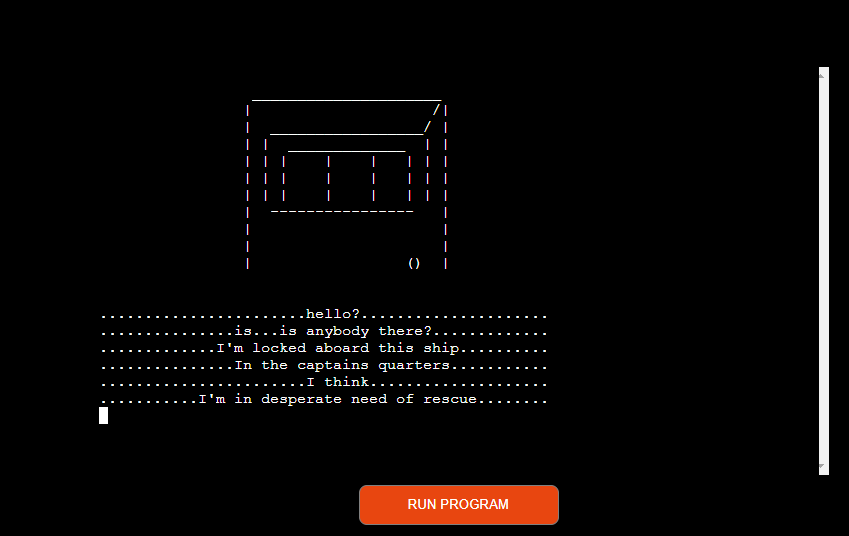 .......................hello?.....................
...............is...is anybody there?.............
.............I'm locked aboard this ship..........
...............In the captains quarters...........
.......................I think....................
...........I'm in desperate need of rescue........
RUN PROGRAM